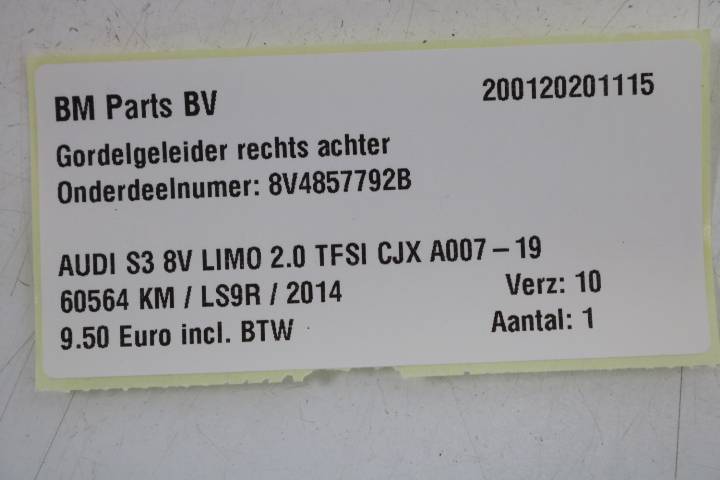 BM Parts BV 200120201115
Gordelgeleider rechts achter
Onderdeelnumer: 8V4857792B
AUDI S3 8V LIMO 2.0 TFSI CJX A007 – 19
60564 KM / LS9R / 2014 Verz: 10
9.50 Euro incl. BTW Aantal: 1